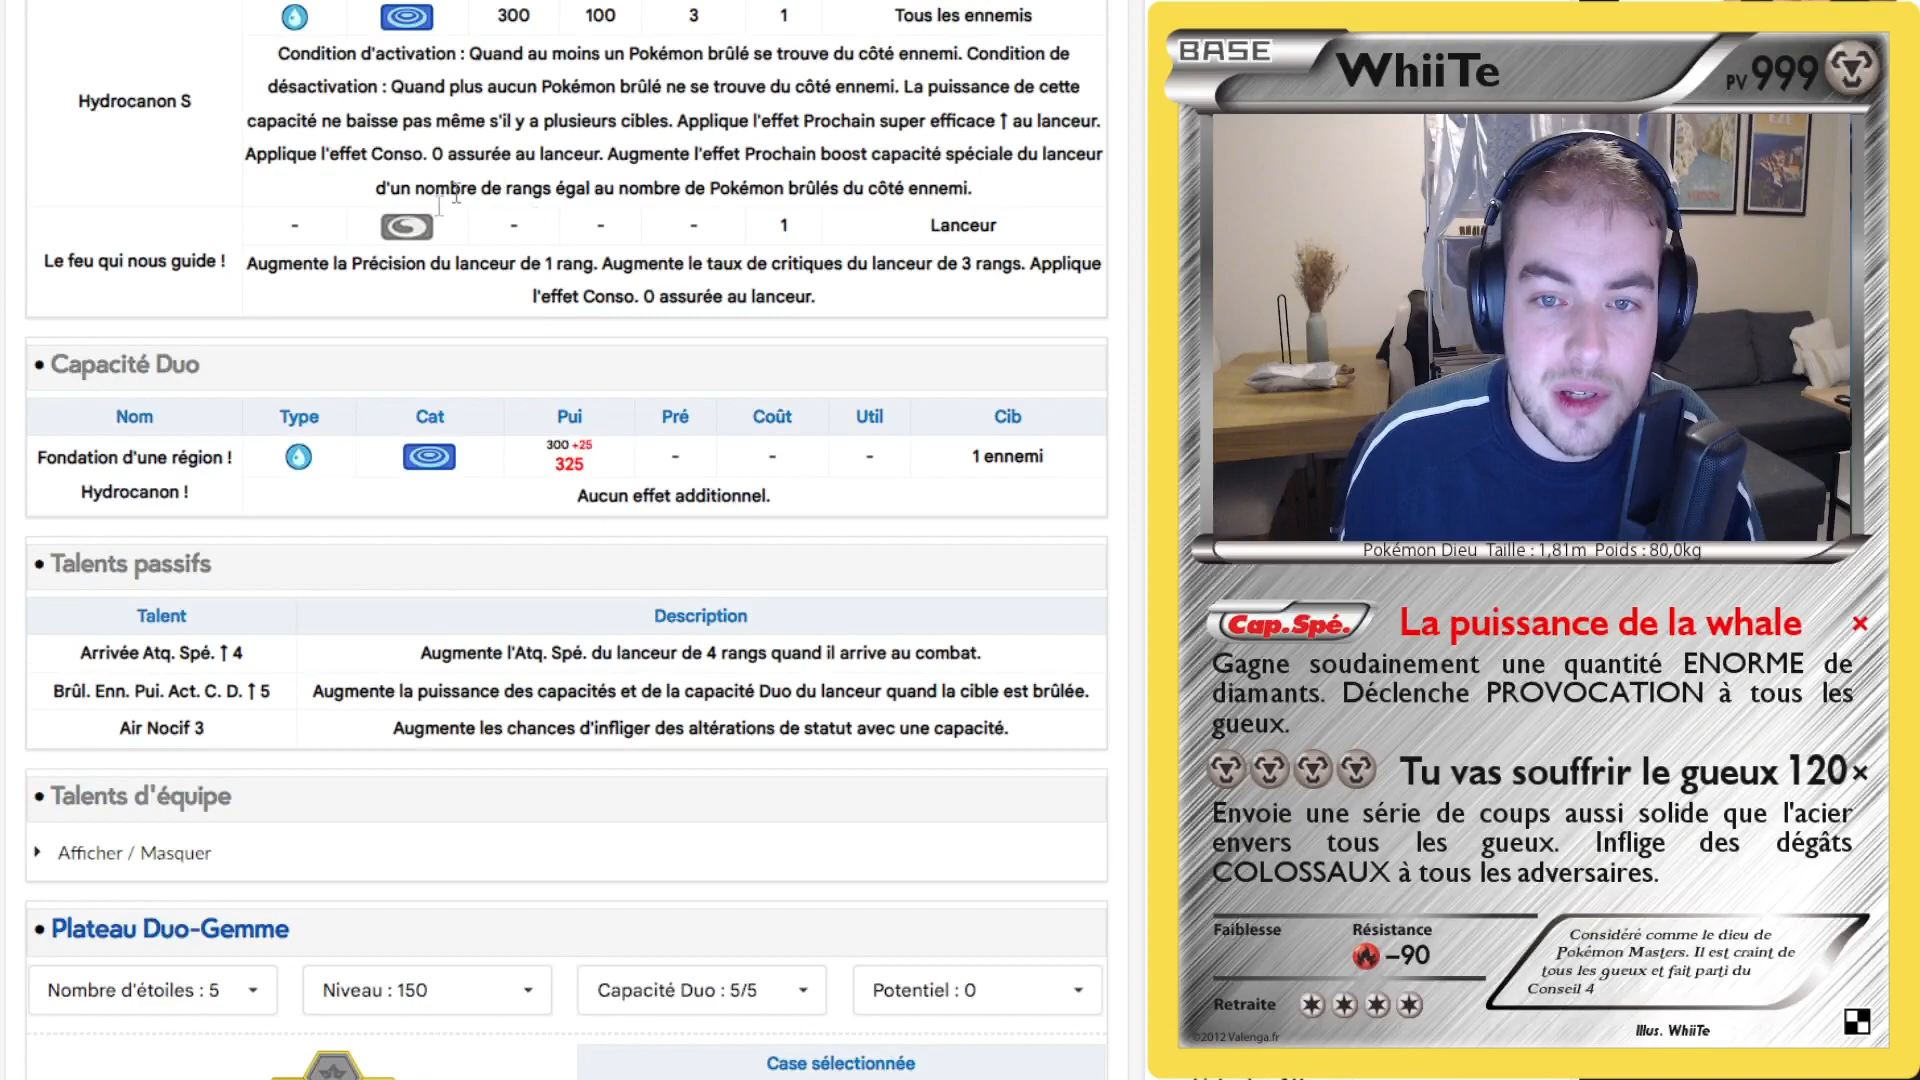 300 100 3 1 Tous les ennemis
Hydrocanon S
Condition d'activation : Quand au moins un Pokémon brûlé se trouve du côté ennemi. Condition de
désactivation : Quand plus aucun Pokémon brûlé ne se trouve du côté ennemi. La puissance de cette
capacité ne baisse pas même s'il y a plusieurs cibles. Applique l'effet Prochain super efficace ↑ au lanceur.
Applique l'effet Conso. 0 assurée au lanceur. Augmente l'effet Prochain boost capacité spéciale du lanceur
d'un nombre de rangs égal au nombre de Pokémon brûlés du côté ennemi.
- - - - 1 Lanceur
Le feu qui nous guide !
Augmente la Précision du lanceur de 1 rang. Augmente le taux de critiques du lanceur de 3 rangs. Applique
l'effet Conso. 0 assurée au lanceur.
• Capacité Duo
Nom Type Cat Pui Pré Coût Util Cib
Fondation d'une région !
Hydrocanon !
300 +25
325
- - - 1 ennemi
Aucun effet additionnel.
• Talents passifs
Talent Description
Arrivée Atq. Spé. ↑ 4 Augmente l'Atq. Spé. du lanceur de 4 rangs quand il arrive au combat.
Brûl. Enn. Pui. Act. C. D. ↑ 5 Augmente la puissance des capacités et de la capacité Duo du lanceur quand la cible est brûlée.
Air Nocif 3 Augmente les chances d'infliger des altérations de statut avec une capacité.
• Talents d'équipe
Afficher / Masquer
• Plateau Duo-Gemme
Nombre d'étoiles : 5 Niveau : 150 Capacité Duo : 5/5 Potentiel : 0
Case sélectionnée
BASE WhiiTe PV 999
Pokémon Dieu Taille : 1,81m Poids : 80,0kg
Cap.Spé. La puissance de la whale ×
Gagne soudainement une quantité ENORME de
diamants. Déclenche PROVOCATION à tous les
gueux.
Tu vas souffrir le gueux 120×
Envoie une série de coups aussi solide que l'acier
envers tous les gueux. Inflige des dégâts
COLOSSAUX à tous les adversaires.
Faiblesse Résistance
-90
Retraite
Considéré comme le dieu de
Pokémon Masters. Il est craint de
tous les gueux et fait parti du
Conseil 4
Illus. WhiiTe
©2012 Valenga.fr